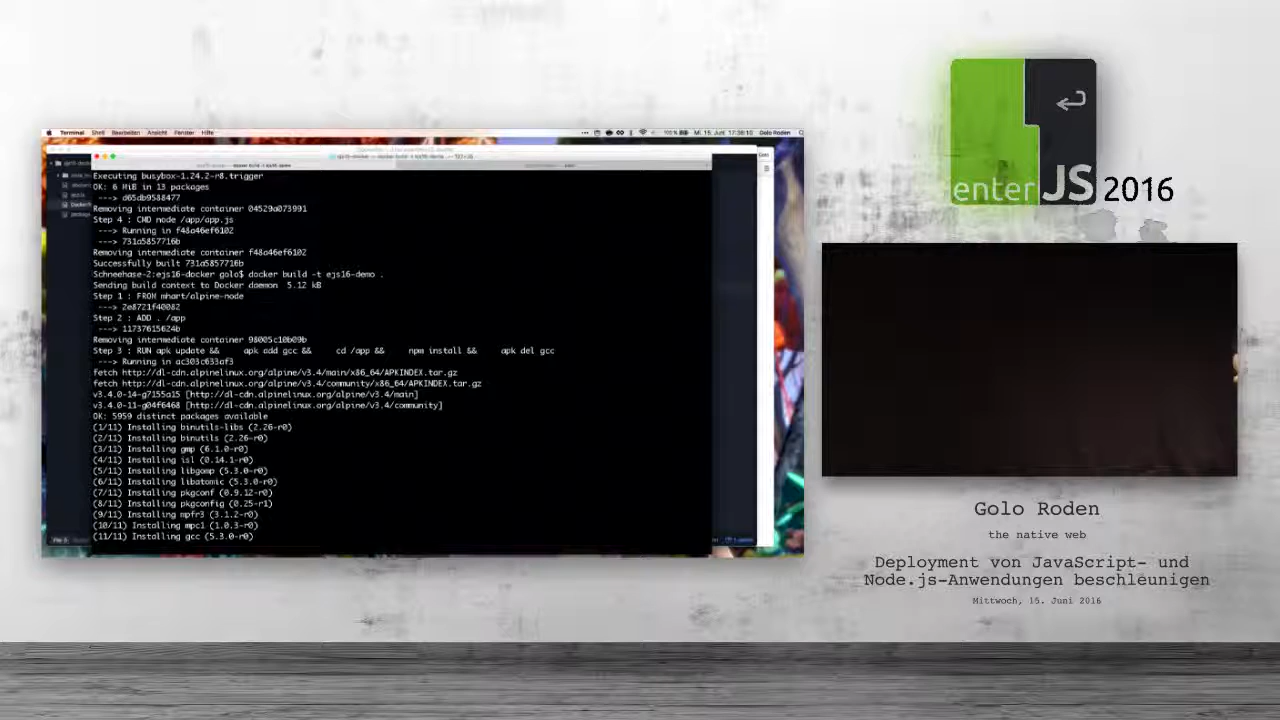 Terminal Shell Bearbeiten Ansicht Fenster Hilfe
Golo Roden
Executing busybox-1.24.2-r8.trigger
OK: 6 MiB in 13 packages
---> d65db9588477
Removing intermediate container 04529a073991
Step 4 : CMD node /app/app.js
---> Running in f48a46ef6102
---> 731a5857716b
Removing intermediate container f48a46ef6102
Successfully built 731a5857716b
Schneehase-2:ejs16-docker golo$ docker build -t ejs16-demo .
Sending build context to Docker daemon 5.12 kB
Step 1 : FROM mhart/alpine-node
---> 2e8721f40082
Step 2 : ADD . /app
---> 11737615624b
Removing intermediate container 98005c10b09b
Step 3 : RUN apk update && apk add gcc && cd /app && npm install && apk del gcc
---> Running in ac303c633af3
fetch http://dl-cdn.alpinelinux.org/alpine/v3.4/main/x86_64/APKINDEX.tar.gz
fetch http://dl-cdn.alpinelinux.org/alpine/v3.4/community/x86_64/APKINDEX.tar.gz
v3.4.0-14-g7155a15 [http://dl-cdn.alpinelinux.org/alpine/v3.4/main]
v3.4.0-11-g04f6468 [http://dl-cdn.alpinelinux.org/alpine/v3.4/community]
OK: 5959 distinct packages available
(1/11) Installing binutils-libs (2.26-r0)
(2/11) Installing binutils (2.26-r0)
(3/11) Installing gmp (6.1.0-r0)
(4/11) Installing isl (0.14.1-r0)
(5/11) Installing libgomp (5.3.0-r0)
(6/11) Installing libatomic (5.3.0-r0)
(7/11) Installing pkgconf (0.9.12-r0)
(8/11) Installing pkgconfig (0.25-r1)
(9/11) Installing mpfr3 (3.1.2-r0)
(10/11) Installing mpc1 (1.0.3-r0)
(11/11) Installing gcc (5.3.0-r0)
enterJS 2016
Golo Roden
the native web
Deployment von JavaScript- und
Node.js-Anwendungen beschleunigen
Mittwoch, 15. Juni 2016